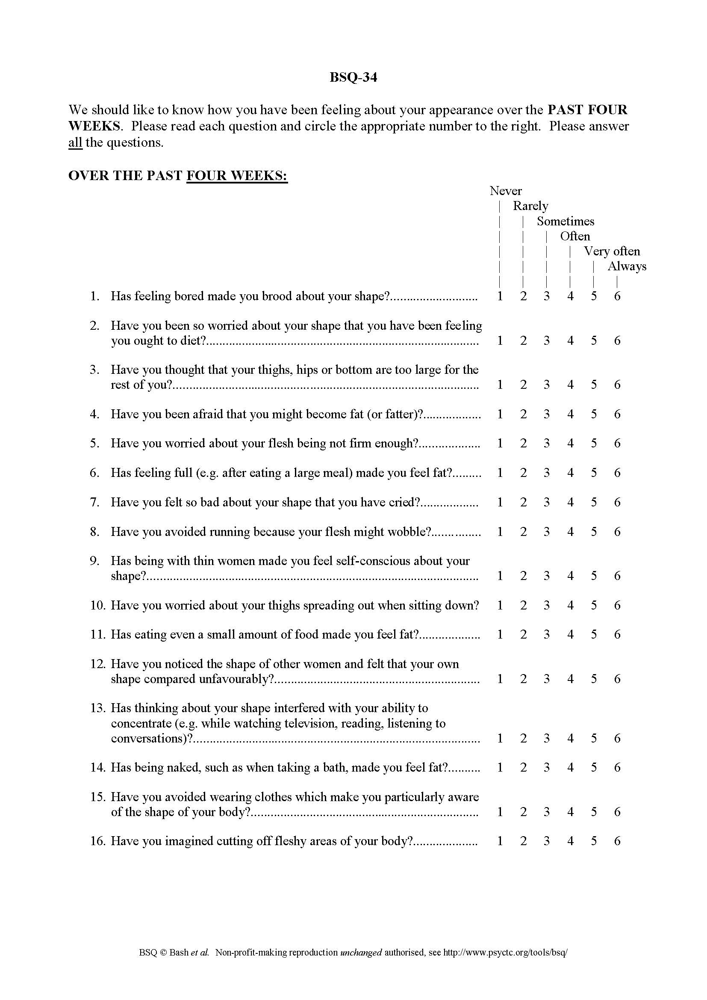 BSQ-34
We should like to know how you have been feeling about your appearance over the PAST FOUR
WEEKS. Please read each question and circle the appropriate number to the right. Please answer
all the questions.
OVER THE PAST FOUR WEEKS:
Never
| Rarely
| | Sometimes
| | | Often
| | | | Very often
| | | | | Always
| | | | | |
1. Has feeling bored made you brood about your shape?........................... 1 2 3 4 5 6
2. Have you been so worried about your shape that you have been feeling
you ought to diet?.................................................................................... 1 2 3 4 5 6
3. Have you thought that your thighs, hips or bottom are too large for the
rest of you?.............................................................................................. 1 2 3 4 5 6
4. Have you been afraid that you might become fat (or fatter)?.................. 1 2 3 4 5 6
5. Have you worried about your flesh being not firm enough?................... 1 2 3 4 5 6
6. Has feeling full (e.g. after eating a large meal) made you feel fat?......... 1 2 3 4 5 6
7. Have you felt so bad about your shape that you have cried?.................. 1 2 3 4 5 6
8. Have you avoided running because your flesh might wobble?............... 1 2 3 4 5 6
9. Has being with thin women made you feel self-conscious about your
shape?...................................................................................................... 1 2 3 4 5 6
10. Have you worried about your thighs spreading out when sitting down? 1 2 3 4 5 6
11. Has eating even a small amount of food made you feel fat?................... 1 2 3 4 5 6
12. Have you noticed the shape of other women and felt that your own
shape compared unfavourably?............................................................... 1 2 3 4 5 6
13. Has thinking about your shape interfered with your ability to
concentrate (e.g. while watching television, reading, listening to
conversations)?........................................................................................ 1 2 3 4 5 6
14. Has being naked, such as when taking a bath, made you feel fat?.......... 1 2 3 4 5 6
15. Have you avoided wearing clothes which make you particularly aware
of the shape of your body?...................................................................... 1 2 3 4 5 6
16. Have you imagined cutting off fleshy areas of your body?.................... 1 2 3 4 5 6
BSQ © Bash et al. Non-profit-making reproduction unchanged authorised, see http://www.psyctc.org/tools/bsq/